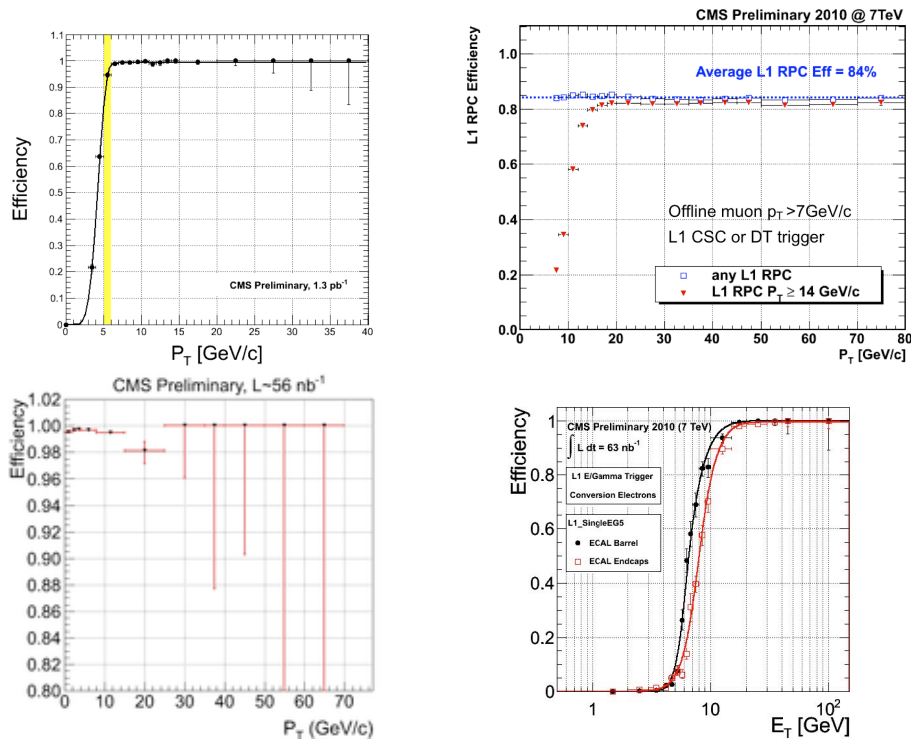 1.1
1
0.9
0.8
0.7
0.6
0.5
0.4
0.3
0.2
0.1
0
Efficiency
CMS Preliminary, 1.3 pb⁻¹
0 5 10 15 20 25 30 35 40
P_T [GeV/c]
CMS Preliminary 2010 @ 7TeV
L1 RPC Efficiency
1.0
0.8
0.6
0.4
0.2
0.0
Average L1 RPC Eff = 84%
Offline muon p_T >7GeV/c
L1 CSC or DT trigger
any L1 RPC
L1 RPC P_T ≥ 14 GeV/c
0 10 20 30 40 50 60 70 80
P_T [GeV/c]
CMS Preliminary, L~56 nb⁻¹
Efficiency
1.02
1.00
0.98
0.96
0.94
0.92
0.90
0.88
0.86
0.84
0.82
0.80
0 10 20 30 40 50 60 70
P_T (GeV/c)
Efficiency
1
0.8
0.6
0.4
0.2
0
CMS Preliminary 2010 (7 TeV)
∫ L dt = 63 nb⁻¹
L1 E/Gamma Trigger
Conversion Electrons
L1_SingleEG5
ECAL Barrel
ECAL Endcaps
1 10 10²
E_T [GeV]